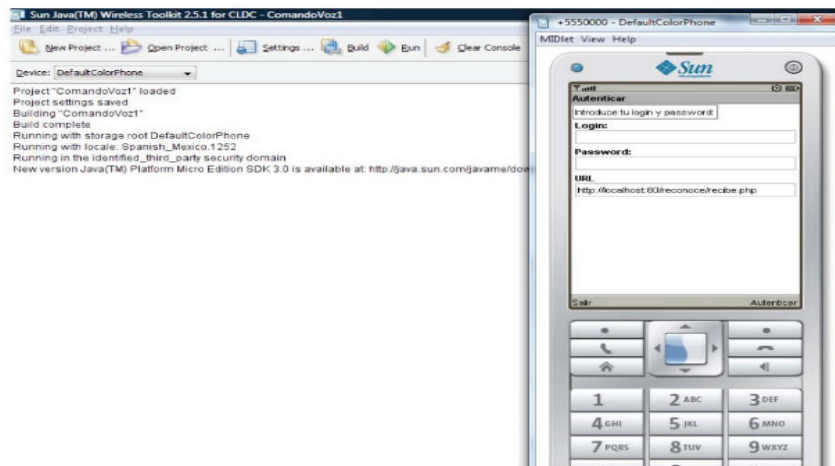 Sun Java(TM) Wireless Toolkit 2.5.1 for CLDC - ComandoVoz1
File Edit Project Help
New Project ... Open Project ... Settings ... Build Run Clear Console
Device: DefaultColorPhone
Project "ComandoVoz1" loaded
Project settings saved
Building "ComandoVoz1"
Build complete
Running with storage root DefaultColorPhone
Running with locale: Spanish_Mexico.1252
Running in the identified_third_party security domain
New version Java(TM) Platform Micro Edition SDK 3.0 is available at: http://java.sun.com/javame/dow
+5550000 - DefaultColorPhone
MIDlet View Help
Sun
Autenticar
Introduce tu login y password:
Login:
Password:
URL
http://localhost:80/reconoce/recibe.php
Salir Autenticar
1 2 ABC 3 DEF
4 GHI 5 JKL 6 MNO
7 PQRS 8 TUV 9 WXYZ